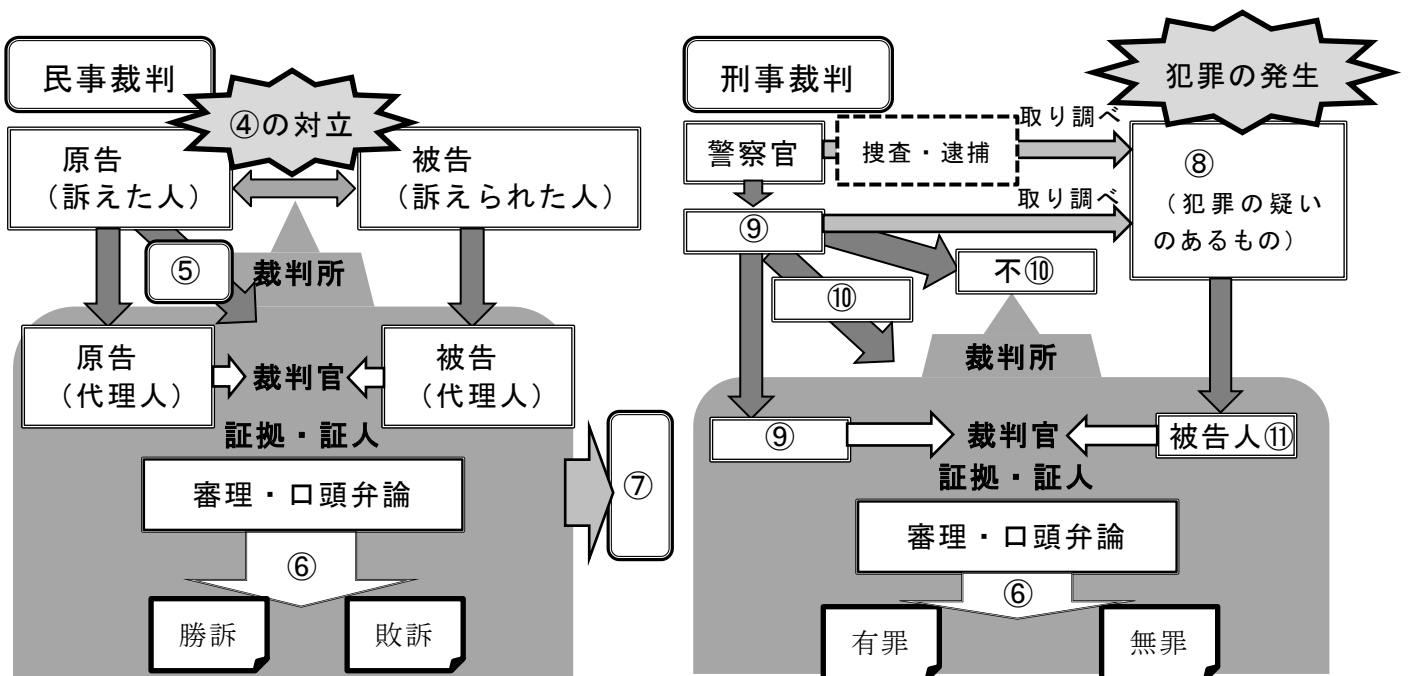 民事裁判
④の対立
原告
（訴えた人）
被告
（訴えられた人）
⑤
裁判所
原告
（代理人）
裁判官
被告
（代理人）
証拠・証人
審理・口頭弁論
⑥
⑦
勝訴
敗訴
刑事裁判
犯罪の発生
警察官
捜査・逮捕
取り調べ
⑧
（犯罪の疑い
のあるもの）
⑨
取り調べ
不⑩
⑩
裁判所
⑨
裁判官
被告人⑪
証拠・証人
審理・口頭弁論
⑥
有罪
無罪